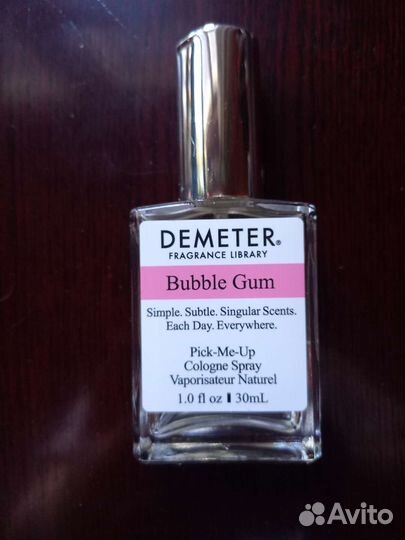 DEMETER®
FRAGRANCE LIBRARY
Bubble Gum
Simple. Subtle. Singular Scents.
Each Day. Everywhere.
Pick-Me-Up
Cologne Spray
Vaporisateur Naturel
1.0 fl oz ▮ 30mL
Avito